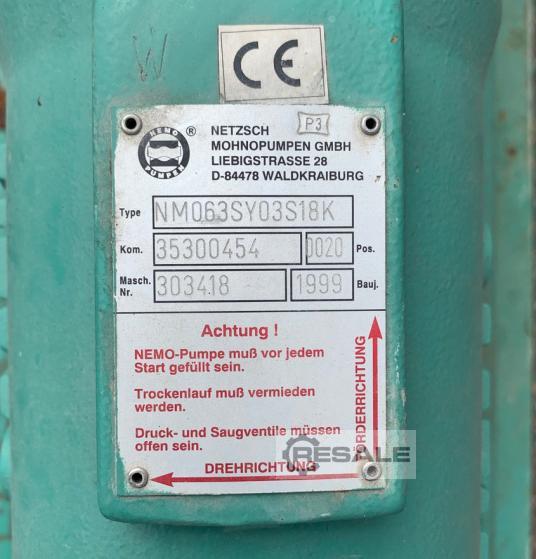 W
CE
NEMO ®
PUMPEN
P3
NETZSCH
MOHNOPUMPEN GMBH
LIEBIGSTRASSE 28
D-84478 WALDKRAIBURG
Type NM063SY03S18K
Kom. 35300454 0020 Pos.
Masch. Nr. 303418 1999 Bauj.
Achtung !
NEMO-Pumpe muß vor jedem
Start gefüllt sein.
Trockenlauf muß vermieden
werden.
Druck- und Saugventile müssen
offen sein.
DREHRICHTUNG
FÖRDERRICHTUNG
RESALE